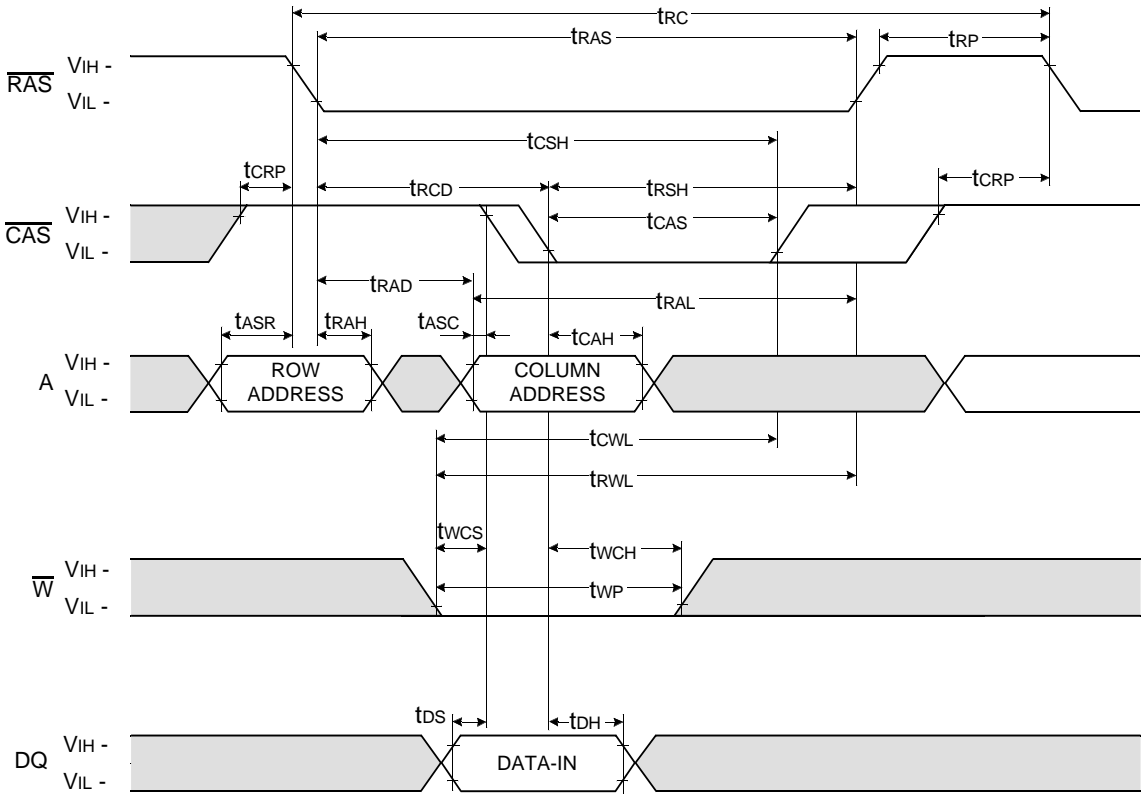 tRC
tRAS
tRP
RAS
VIH -
VIL -
tCSH
tCRP
tRCD
tRSH
tCRP
CAS
VIH -
VIL -
tCAS
tRAD
tRAL
tASR
tRAH
tASC
tCAH
A
VIH -
VIL -
ROW
ADDRESS
COLUMN
ADDRESS
tCWL
tRWL
tWCS
tWCH
W
VIH -
VIL -
tWP
tDS
tDH
DQ
VIH -
VIL -
DATA-IN